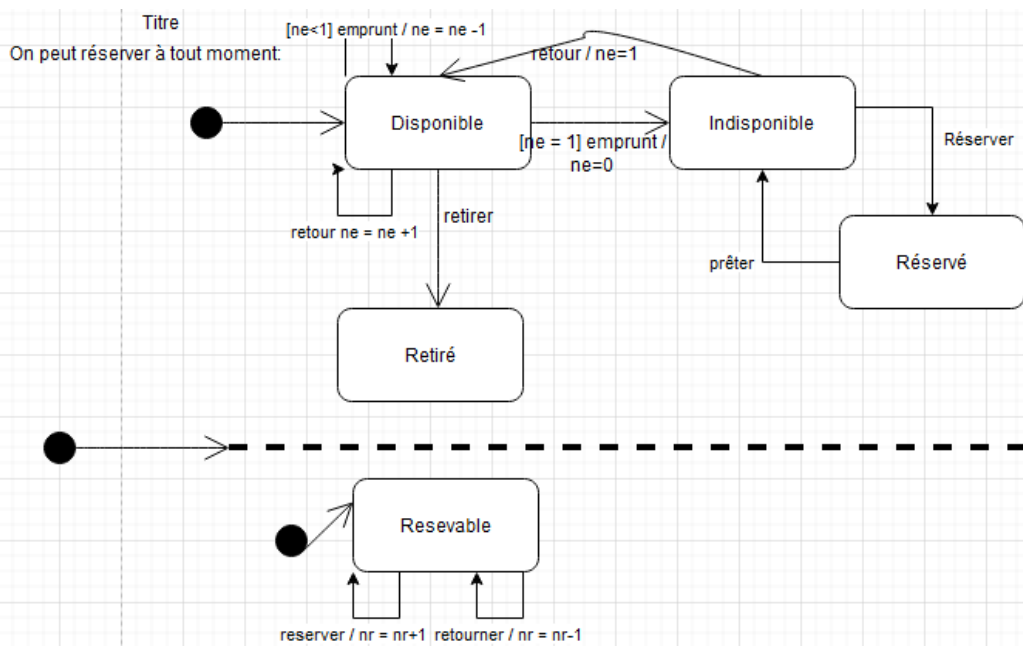 Titre
[ne<1] emprunt / ne = ne -1
On peut réserver à tout moment:
retour / ne=1
Disponible
Indisponible
[ne = 1] emprunt /
ne=0
Réserver
retirer
retour ne = ne +1
prêter
Réservé
Retiré
Resevable
reserver / nr = nr+1
retourner / nr = nr-1